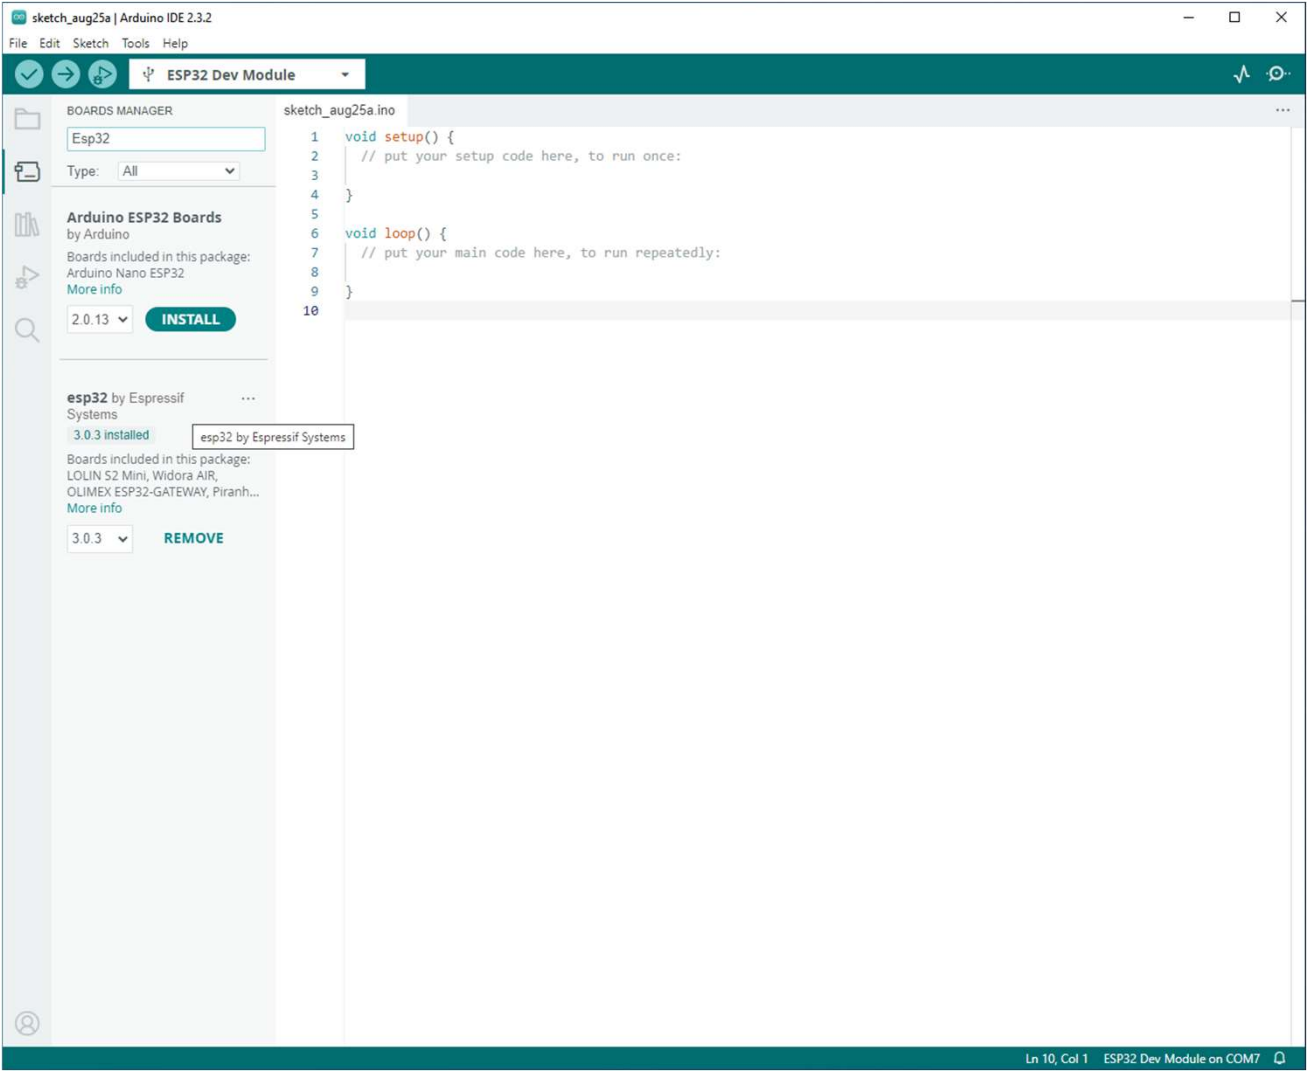 sketch_aug25a | Arduino IDE 2.3.2
File Edit Sketch Tools Help
ESP32 Dev Module
BOARDS MANAGER
Esp32
Type: All
Arduino ESP32 Boards
by Arduino
Boards included in this package:
Arduino Nano ESP32
More info
2.0.13 INSTALL
esp32 by Espressif ...
Systems
3.0.3 installed
esp32 by Espressif Systems
Boards included in this package:
LOLIN S2 Mini, Widora AIR,
OLIMEX ESP32-GATEWAY, Piranh...
More info
3.0.3 REMOVE
sketch_aug25a.ino ...
1 void setup() {
2 // put your setup code here, to run once:
3
4 }
5
6 void loop() {
7 // put your main code here, to run repeatedly:
8
9 }
10
Ln 10, Col 1 ESP32 Dev Module on COM7